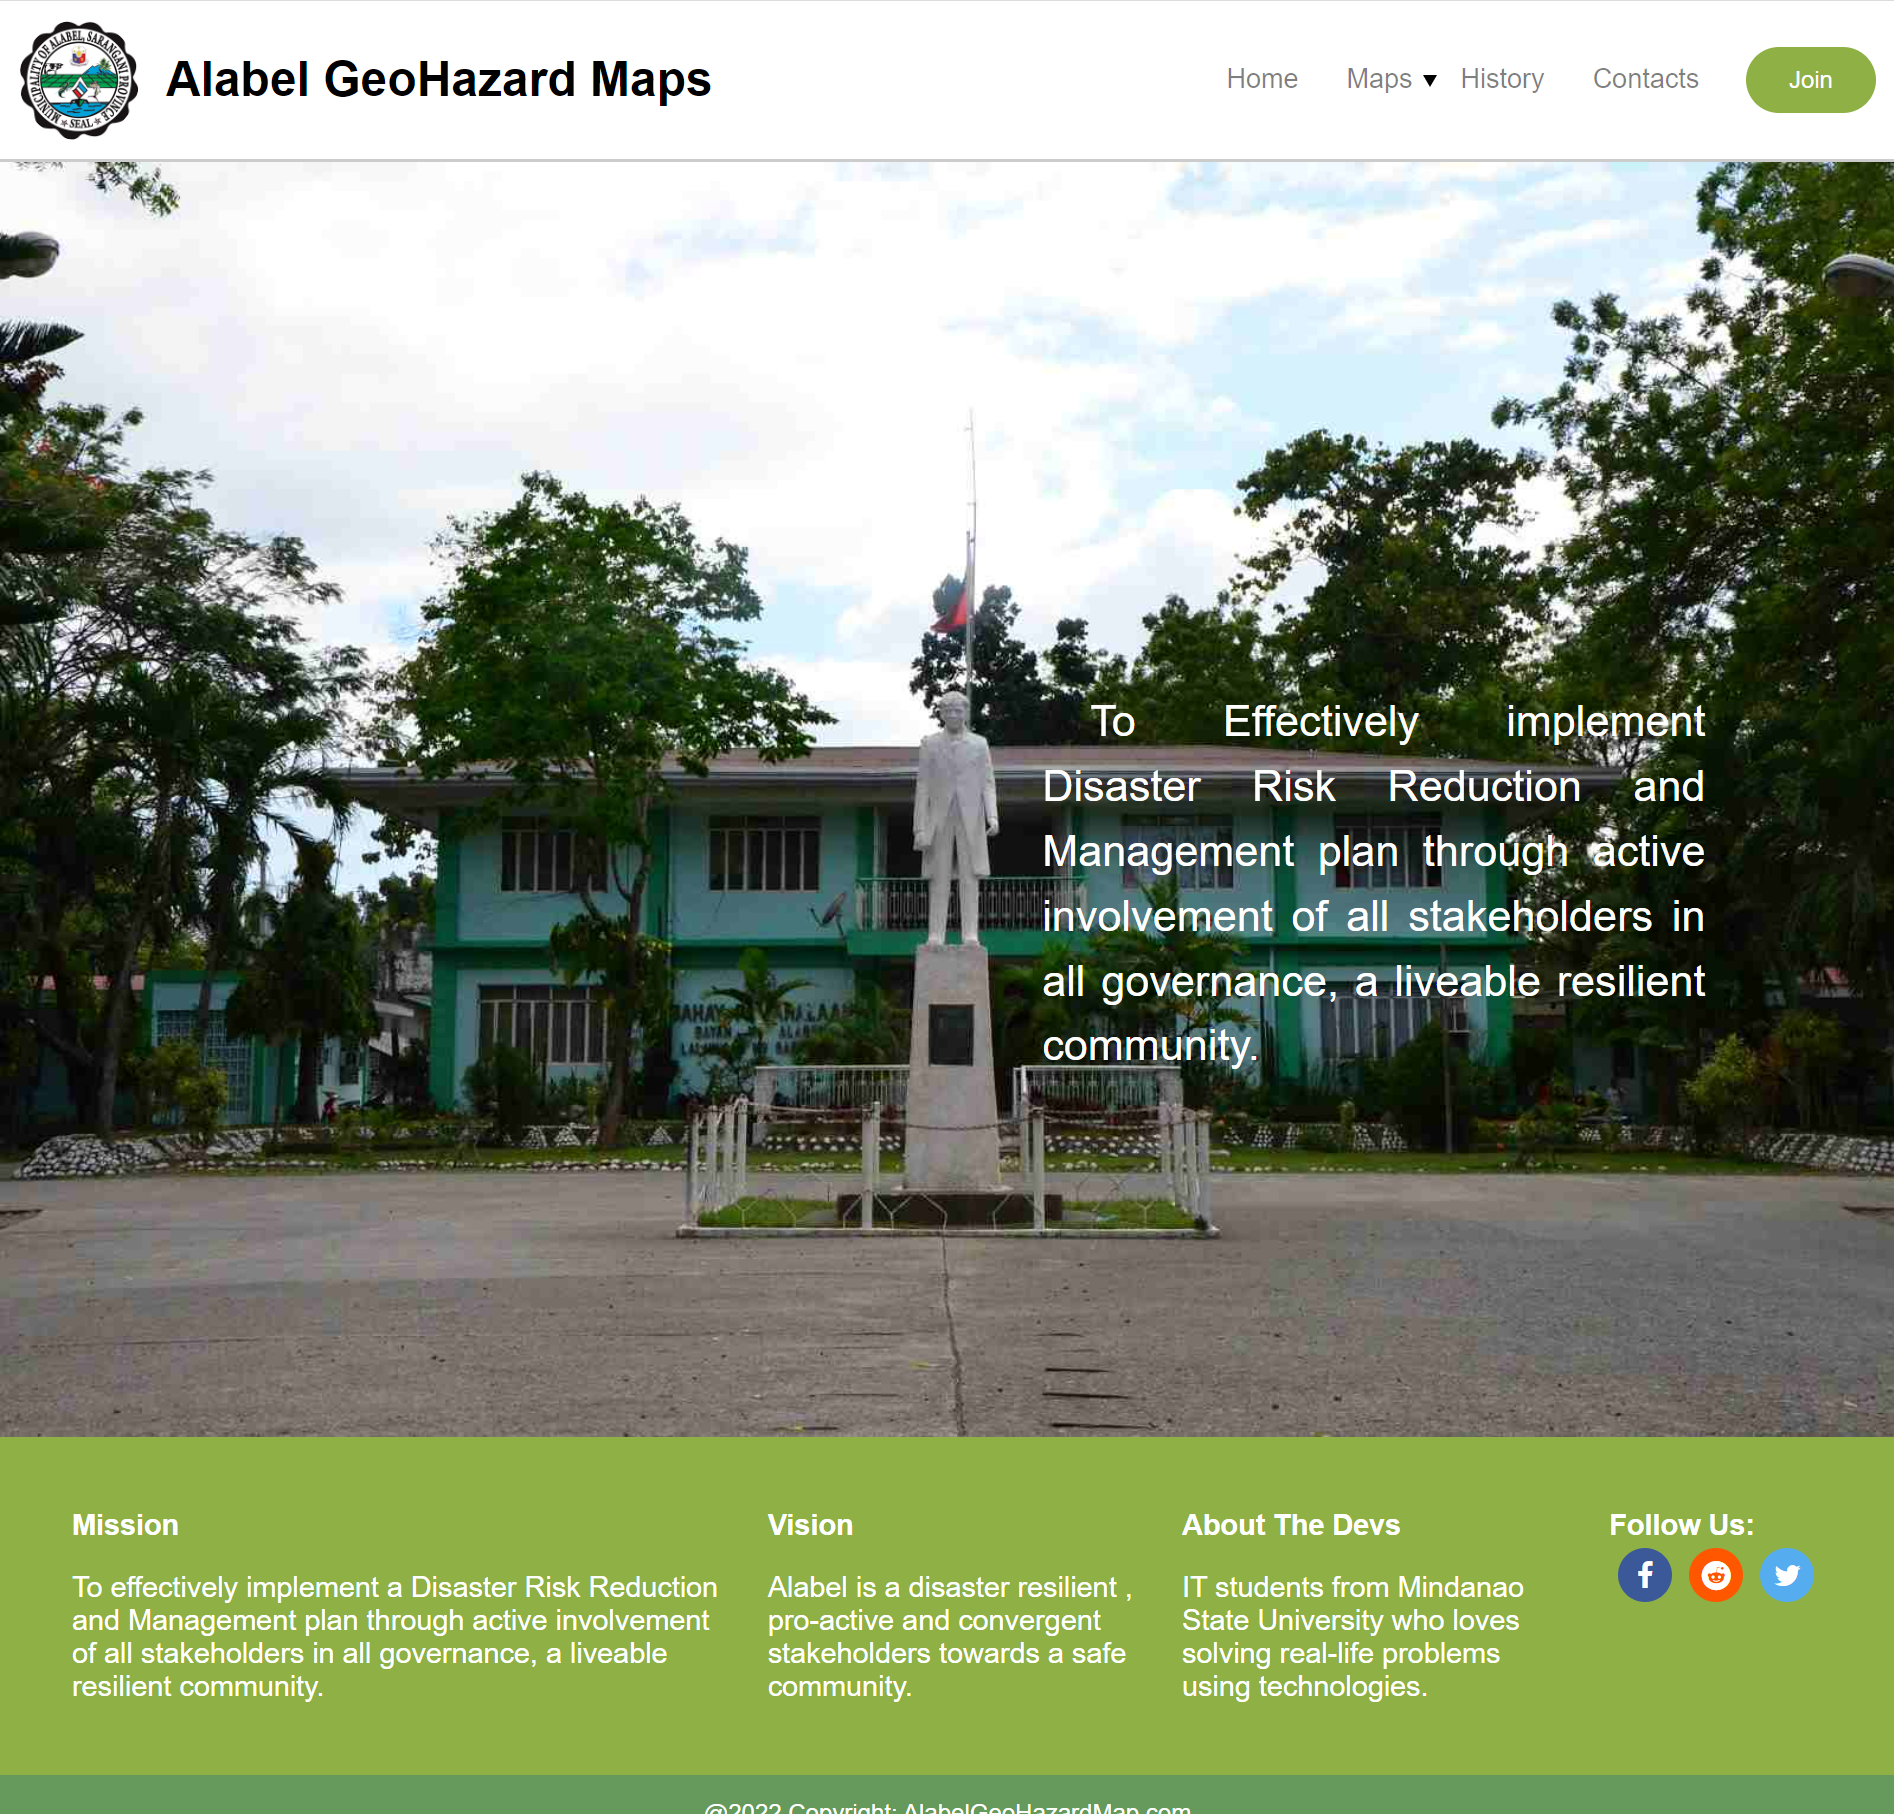 MUNICIPALITY OF ALABEL, SARANGANI PROVINCE
SEAL
Alabel GeoHazard Maps
Home
Maps
History
Contacts
Join
To Effectively implement
Disaster Risk Reduction and
Management plan through active
involvement of all stakeholders in
all governance, a liveable resilient
community.
Mission
To effectively implement a Disaster Risk Reduction
and Management plan through active involvement
of all stakeholders in all governance, a liveable
resilient community.
Vision
Alabel is a disaster resilient ,
pro-active and convergent
stakeholders towards a safe
community.
About The Devs
IT students from Mindanao
State University who loves
solving real-life problems
using technologies.
Follow Us:
@2022 Copyright: AlabelGeoHazardMap.com